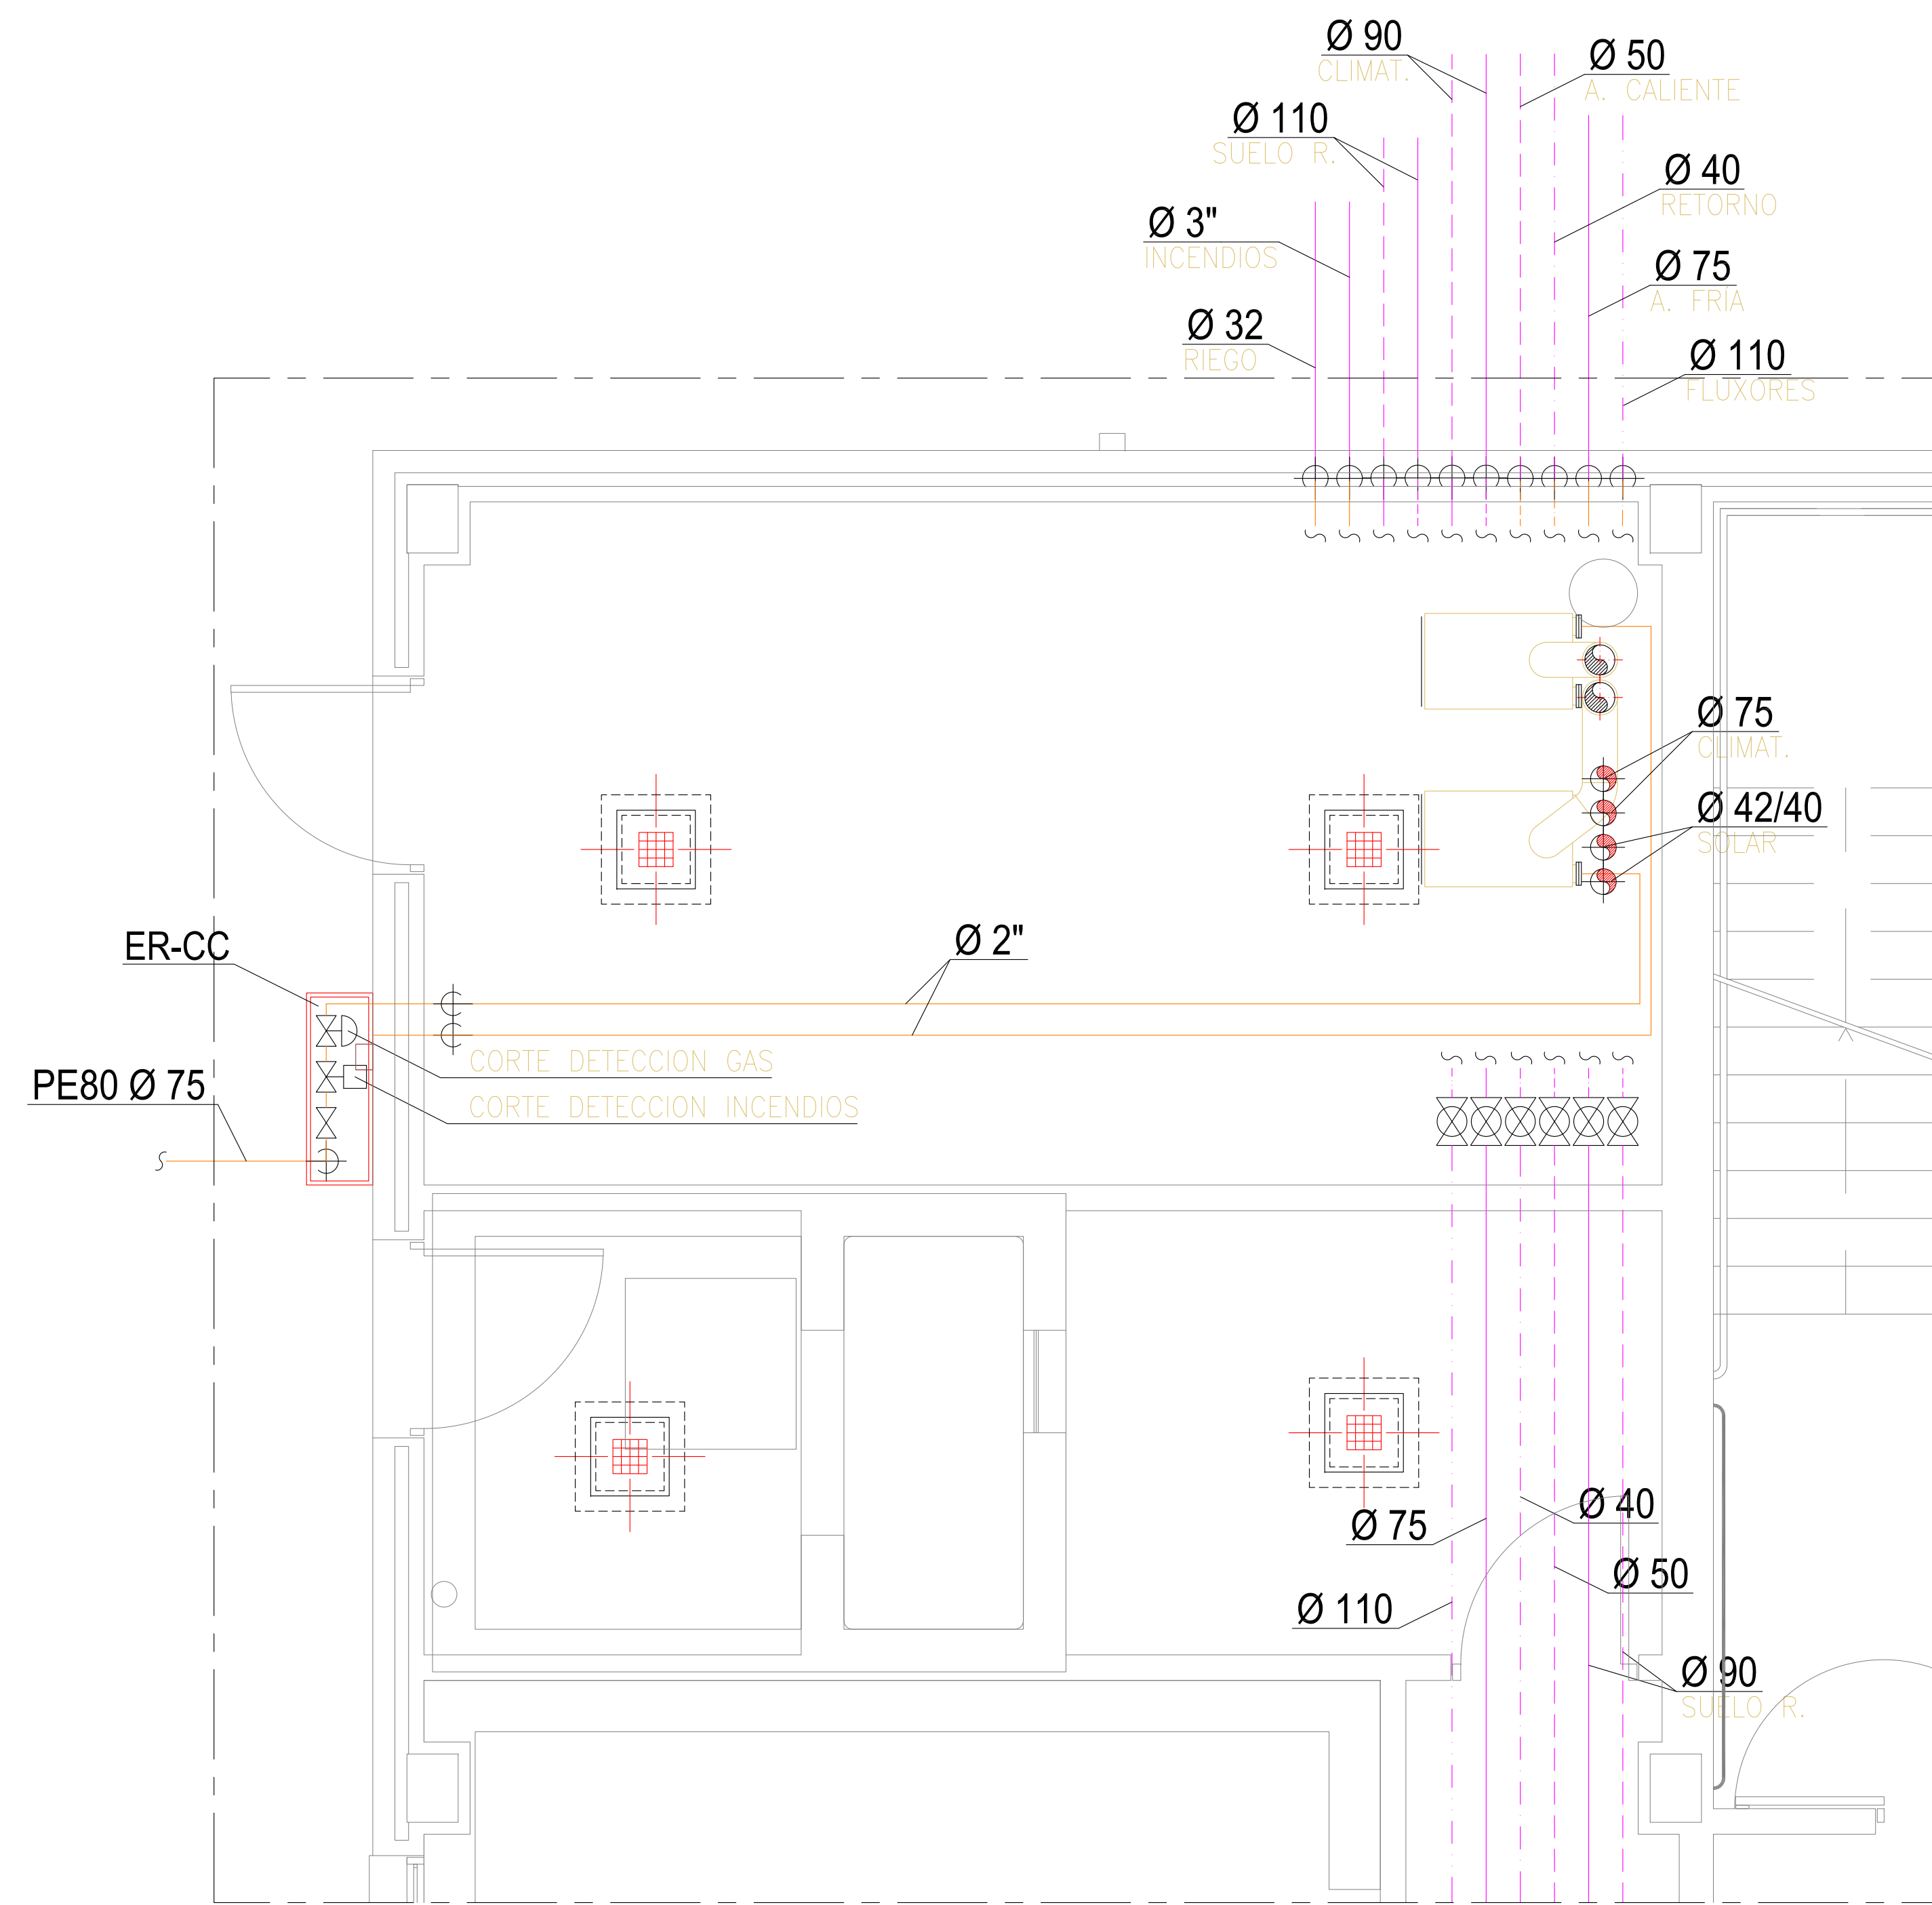 Ø 90
CLIMAT.
Ø 50
A. CALIENTE
Ø 110
SUELO R.
Ø 40
RETORNO
Ø 3"
INCENDIOS
Ø 75
A. FRÍA
Ø 32
RIEGO
Ø 110
FLUXORES
Ø 75
CLIMAT.
Ø 42/40
SOLAR
ER-CC
Ø 2"
CORTE DETECCION GAS
PE80 Ø 75
CORTE DETECCION INCENDIOS
Ø 75
Ø 40
Ø 50
Ø 110
Ø 90
SUELO R.